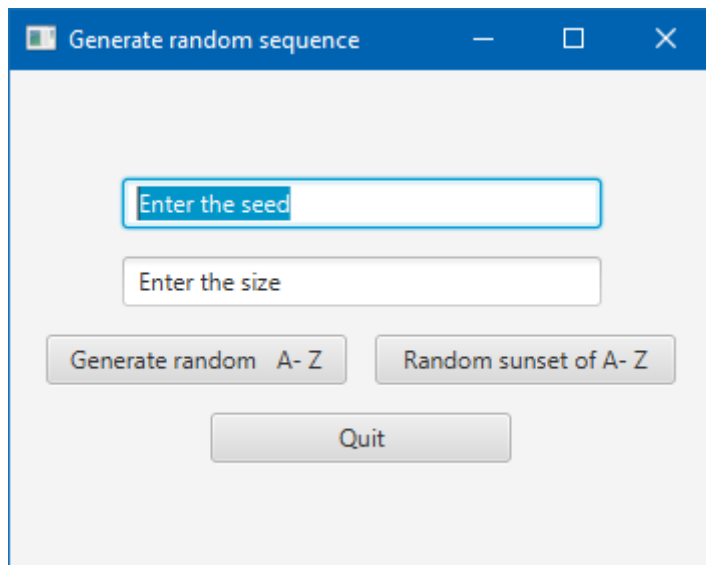 Generate random sequence
Enter the seed
Enter the size
Generate random   A- Z
Random sunset of A- Z
Quit